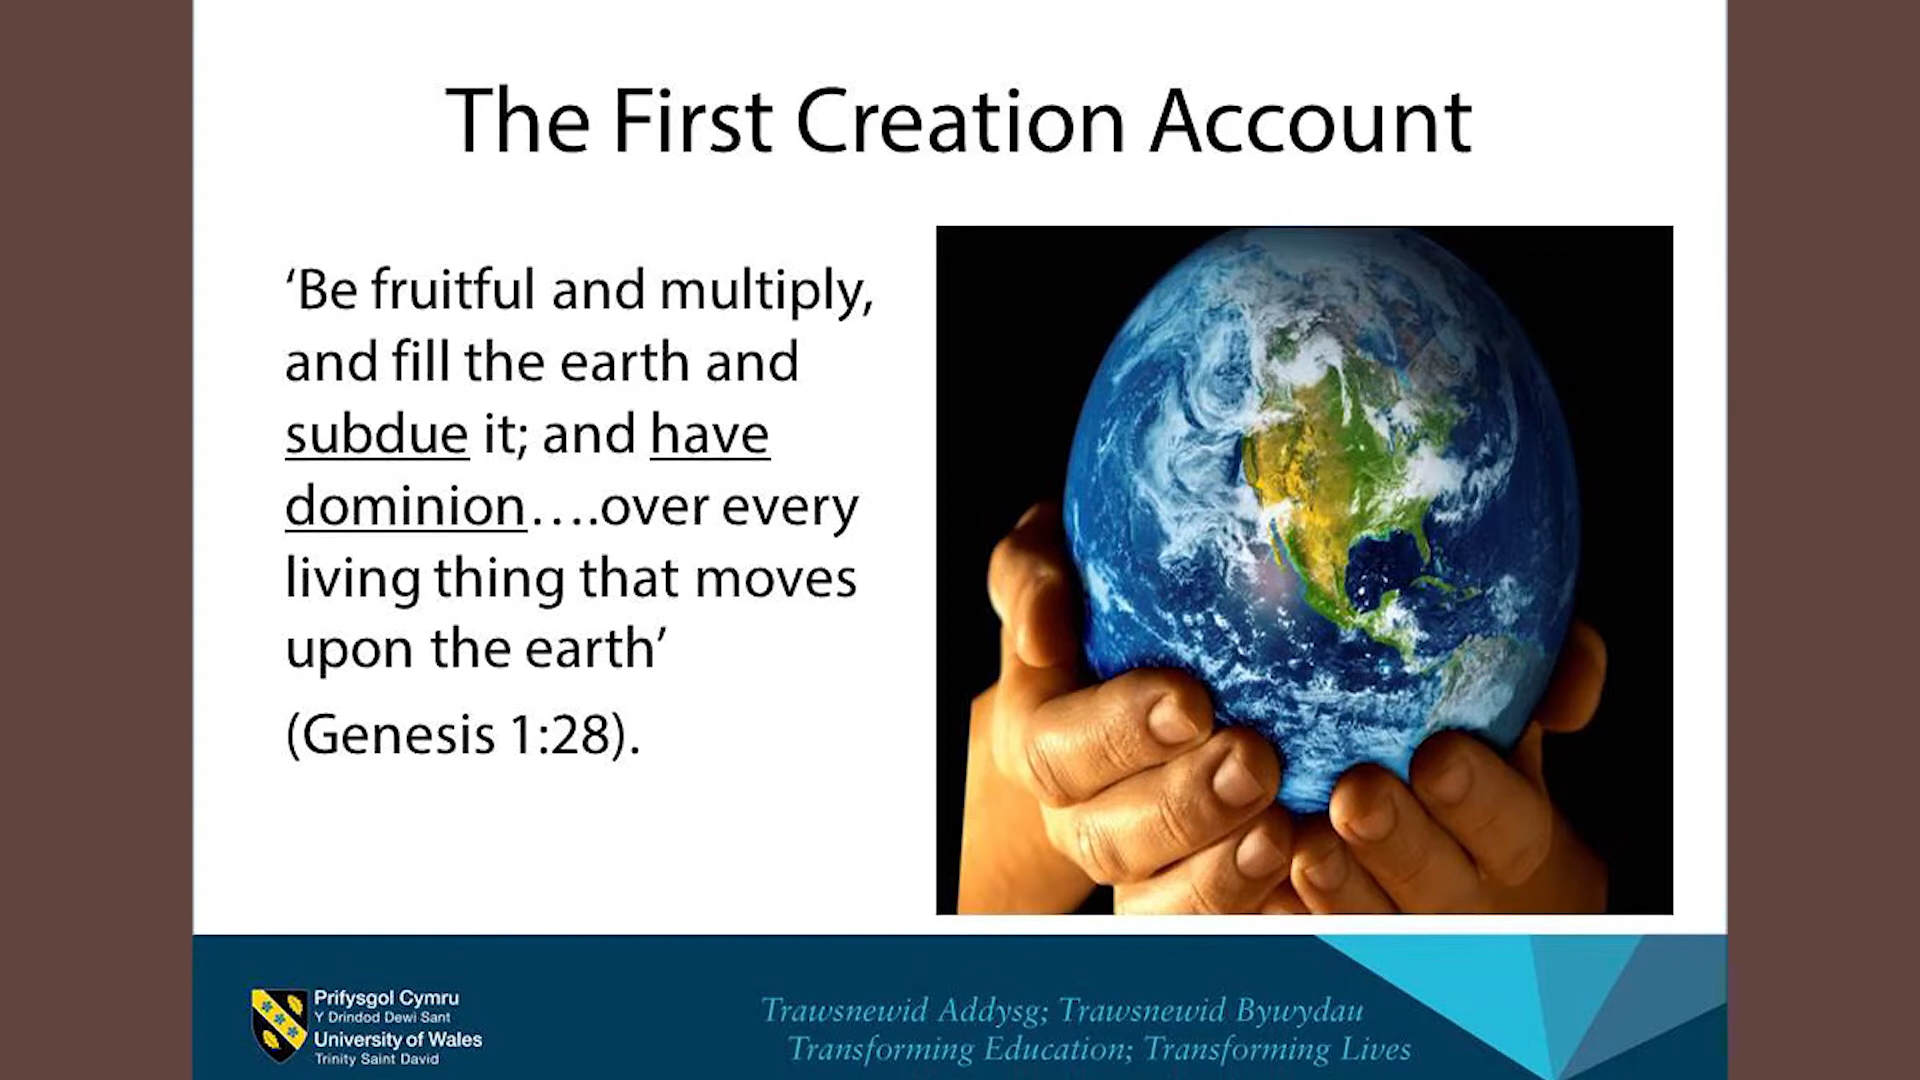 The First Creation Account
‘Be fruitful and multiply,
and fill the earth and
subdue it; and have
dominion….over every
living thing that moves
upon the earth’
(Genesis 1:28).
Prifysgol Cymru
Y Drindod Dewi Sant
University of Wales
Trinity Saint David
Trawsnewid Addysg; Trawsnewid Bywydau
Transforming Education; Transforming Lives